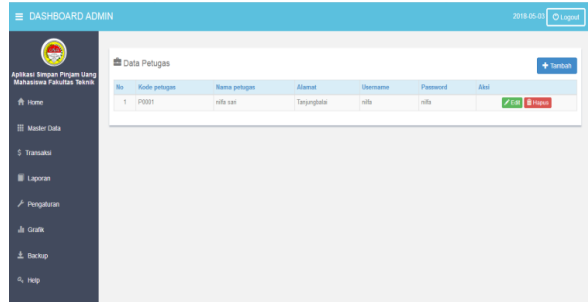 DASHBOARD ADMIN
2018-05-03 Logout
Aplikasi Simpan Pinjam Uang
Mahasiswa Fakultas Teknik
Home
Master Data
$ Transaksi
Laporan
Pengaturan
Grafik
Backup
Help
Data Petugas
Tambah
No Kode petugas Nama petugas Alamat Username Password Aksi
1 P0001 nilfa sari Tanjungbalai nilfa nilfa Edit Hapus